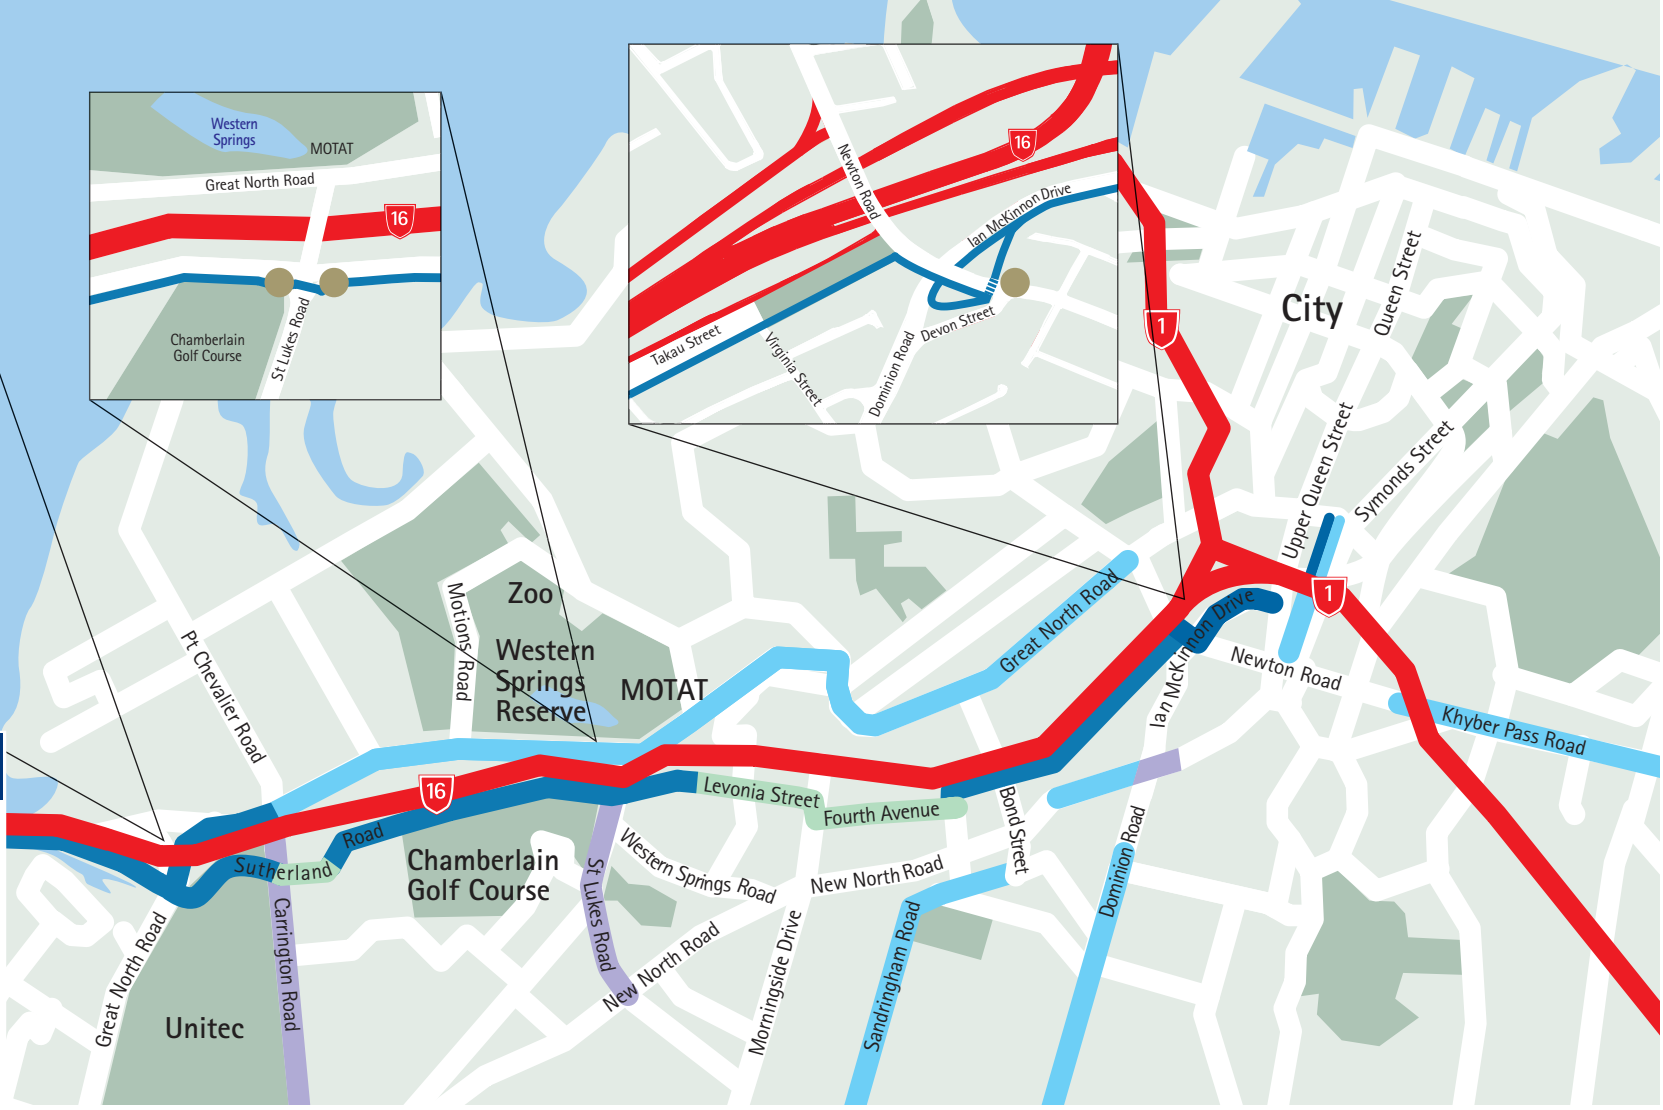 Western
Springs
MOTAT
Great North Road
16
Chamberlain
Golf Course
St Lukes Road
16
Newton Road
Ian McKinnon Drive
Takau Street
Virginia Street
Dominion Road
Devon Street
City
Queen Street
1
Upper Queen Street
Symonds Street
Zoo
Motions Road
Western
Springs
Reserve
MOTAT
Great North Road
1
Ian McKinnon Drive
Newton Road
Khyber Pass Road
Pt Chevalier Road
16
Levonia Street
Fourth Avenue
Bond Street
Sutherland
Road
Chamberlain
Golf Course
Western Springs Road
New North Road
St Lukes Road
Dominion Road
Carrington Road
Great North Road
New North Road
Morningside Drive
Sandringham Road
Unitec